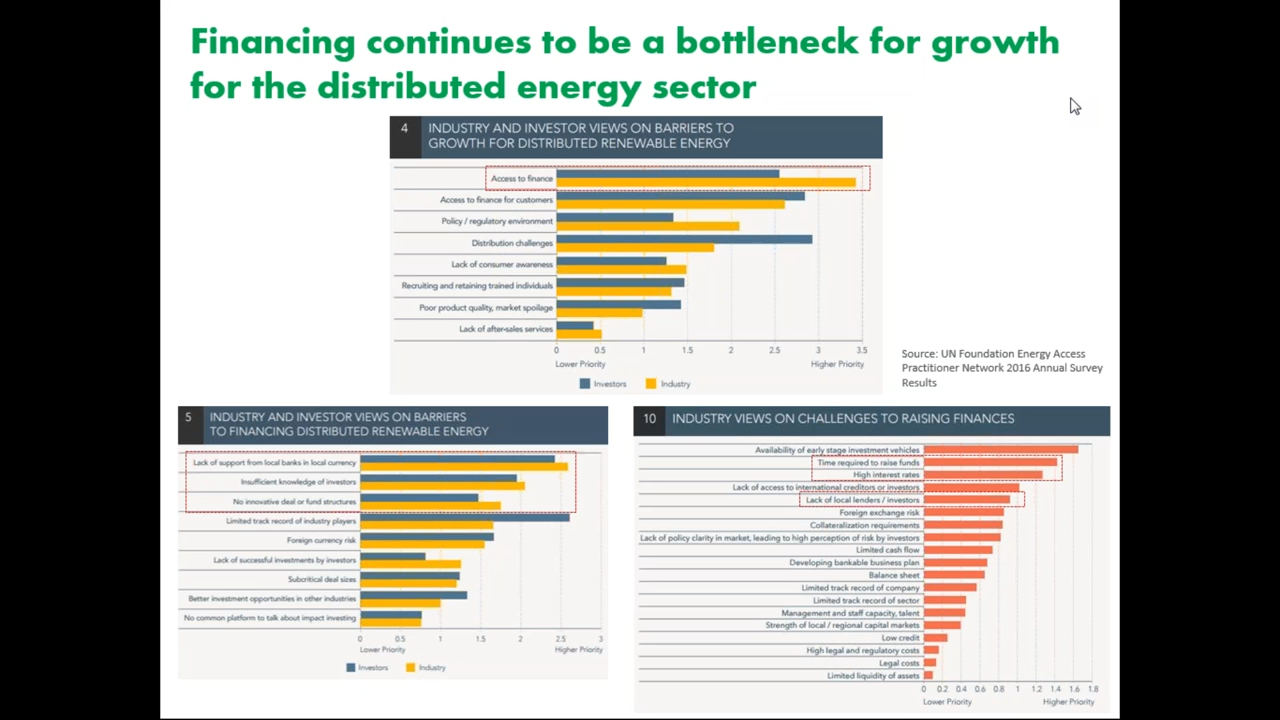 Financing continues to be a bottleneck for growth
for the distributed energy sector
4
INDUSTRY AND INVESTOR VIEWS ON BARRIERS TO
GROWTH FOR DISTRIBUTED RENEWABLE ENERGY
Access to finance
Access to finance for customers
Policy / regulatory environment
Distribution challenges
Lack of consumer awareness
Recruiting and retaining trained individuals
Poor product quality, market spoilage
Lack of after-sales services
0 0.5 1 1.5 2 2.5 3 3.5
Lower Priority Higher Priority
Investors Industry
Source: UN Foundation Energy Access
Practitioner Network 2016 Annual Survey
Results
5
INDUSTRY AND INVESTOR VIEWS ON BARRIERS
TO FINANCING DISTRIBUTED RENEWABLE ENERGY
Lack of support from local banks in local currency
Insufficient knowledge of investors
No innovative deal or fund structures
Limited track record of industry players
Foreign currency risk
Lack of successful investments by investors
Subcritical deal sizes
Better investment opportunities in other industries
No common platform to talk about impact investing
0 0.5 1 1.5 2 2.5 3
Lower Priority Higher Priority
Investors Industry
10
INDUSTRY VIEWS ON CHALLENGES TO RAISING FINANCES
Availability of early stage investment vehicles
Time required to raise funds
High interest rates
Lack of access to international creditors or investors
Lack of local lenders / investors
Foreign exchange risk
Collateralization requirements
Lack of policy clarity in market, leading to high perception of risk by investors
Limited cash flow
Developing bankable business plan
Balance sheet
Limited track record of company
Limited track record of sector
Management and staff capacity, talent
Strength of local / regional capital markets
Low credit
High legal and regulatory costs
Legal costs
Limited liquidity of assets
0 0.2 0.4 0.6 0.8 1 1.2 1.4 1.6 1.8
Lower Priority Higher Priority